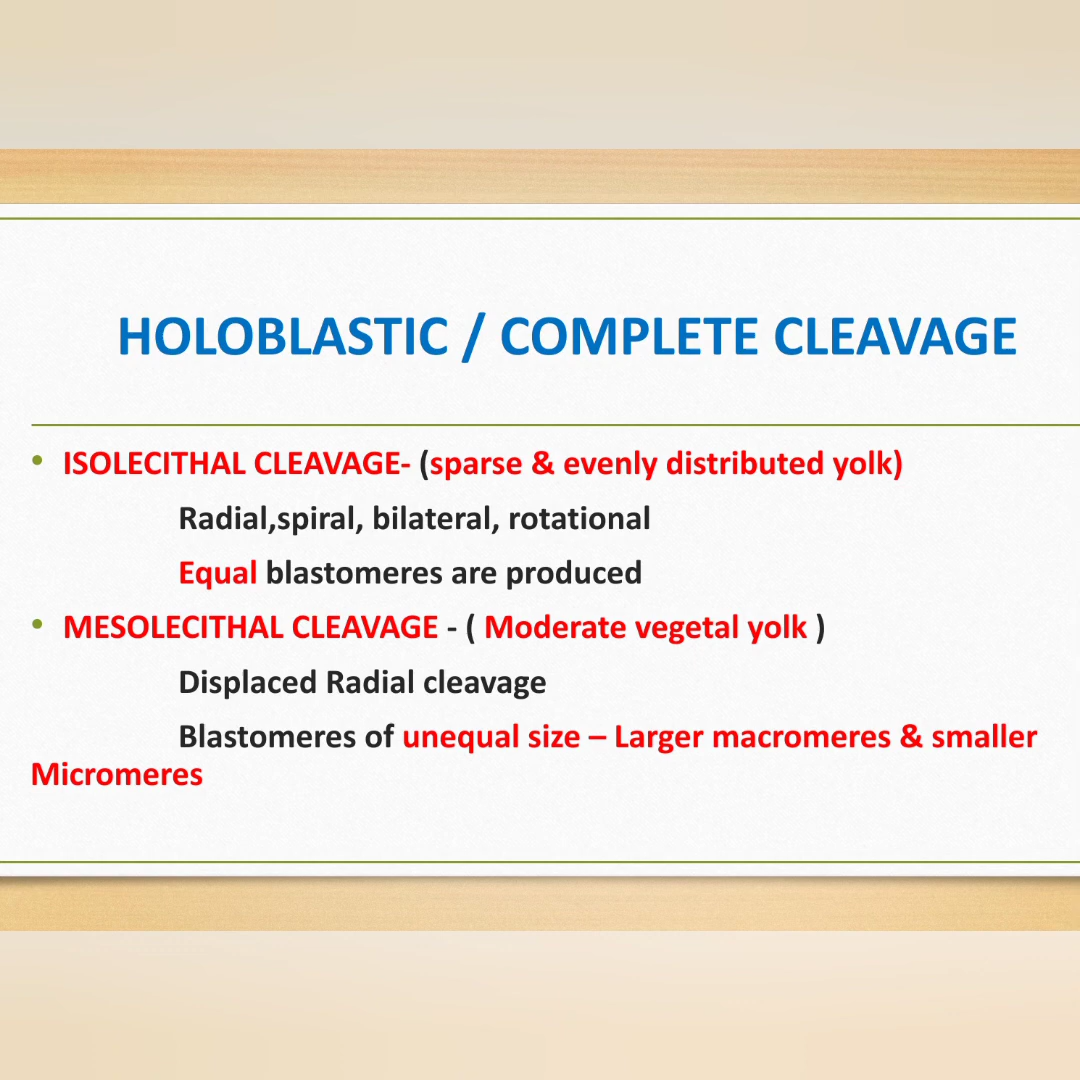 HOLOBLASTIC / COMPLETE CLEAVAGE
• ISOLECITHAL CLEAVAGE- (sparse & evenly distributed yolk)
Radial,spiral, bilateral, rotational
Equal blastomeres are produced
• MESOLECITHAL CLEAVAGE - ( Moderate vegetal yolk )
Displaced Radial cleavage
Blastomeres of unequal size – Larger macromeres & smaller
Micromeres